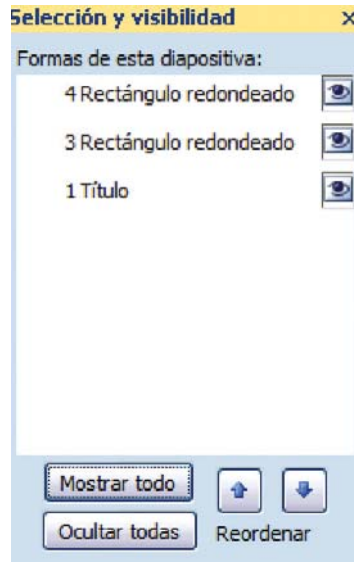 Selección y visibilidad
Formas de esta diapositiva:
4 Rectángulo redondeado
3 Rectángulo redondeado
1 Título
Mostrar todo
Ocultar todas
Reordenar